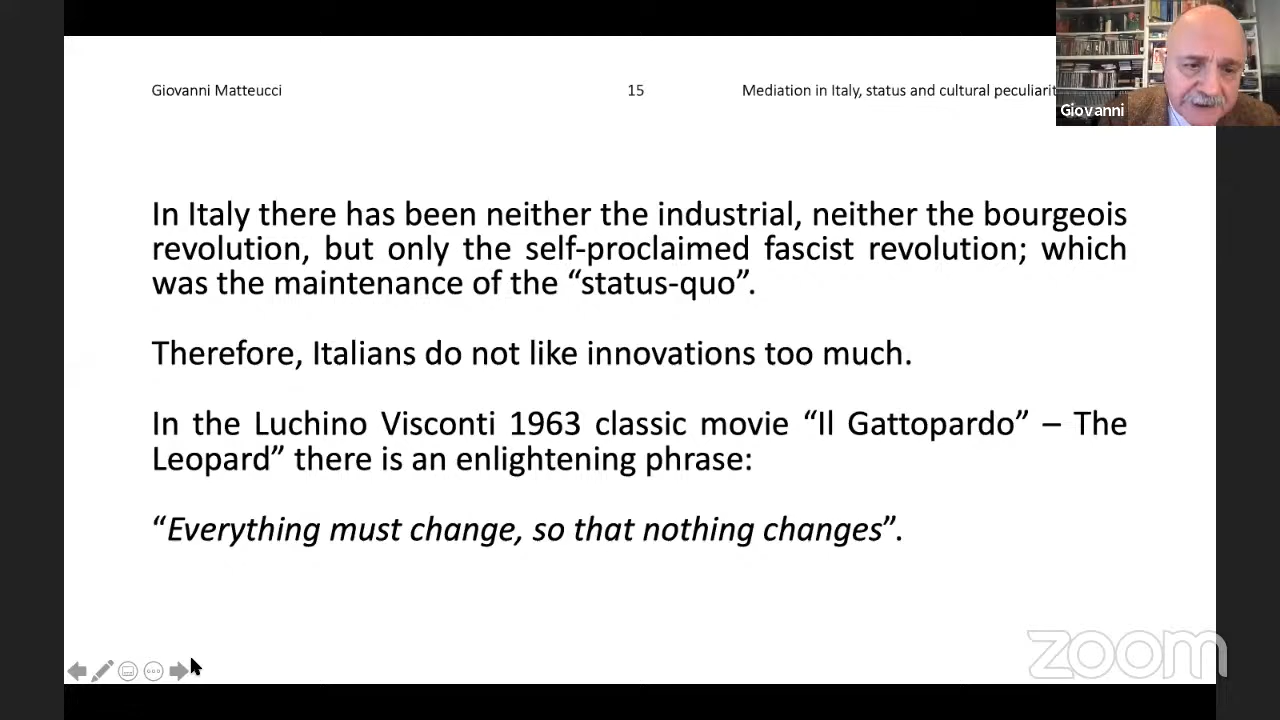 Giovanni Matteucci 15 Mediation in Italy, status and cultural peculiarit
Giovanni
In Italy there has been neither the industrial, neither the bourgeois
revolution, but only the self-proclaimed fascist revolution; which
was the maintenance of the “status-quo”.
Therefore, Italians do not like innovations too much.
In the Luchino Visconti 1963 classic movie “Il Gattopardo” – The
Leopard” there is an enlightening phrase:
“Everything must change, so that nothing changes”.
zoom